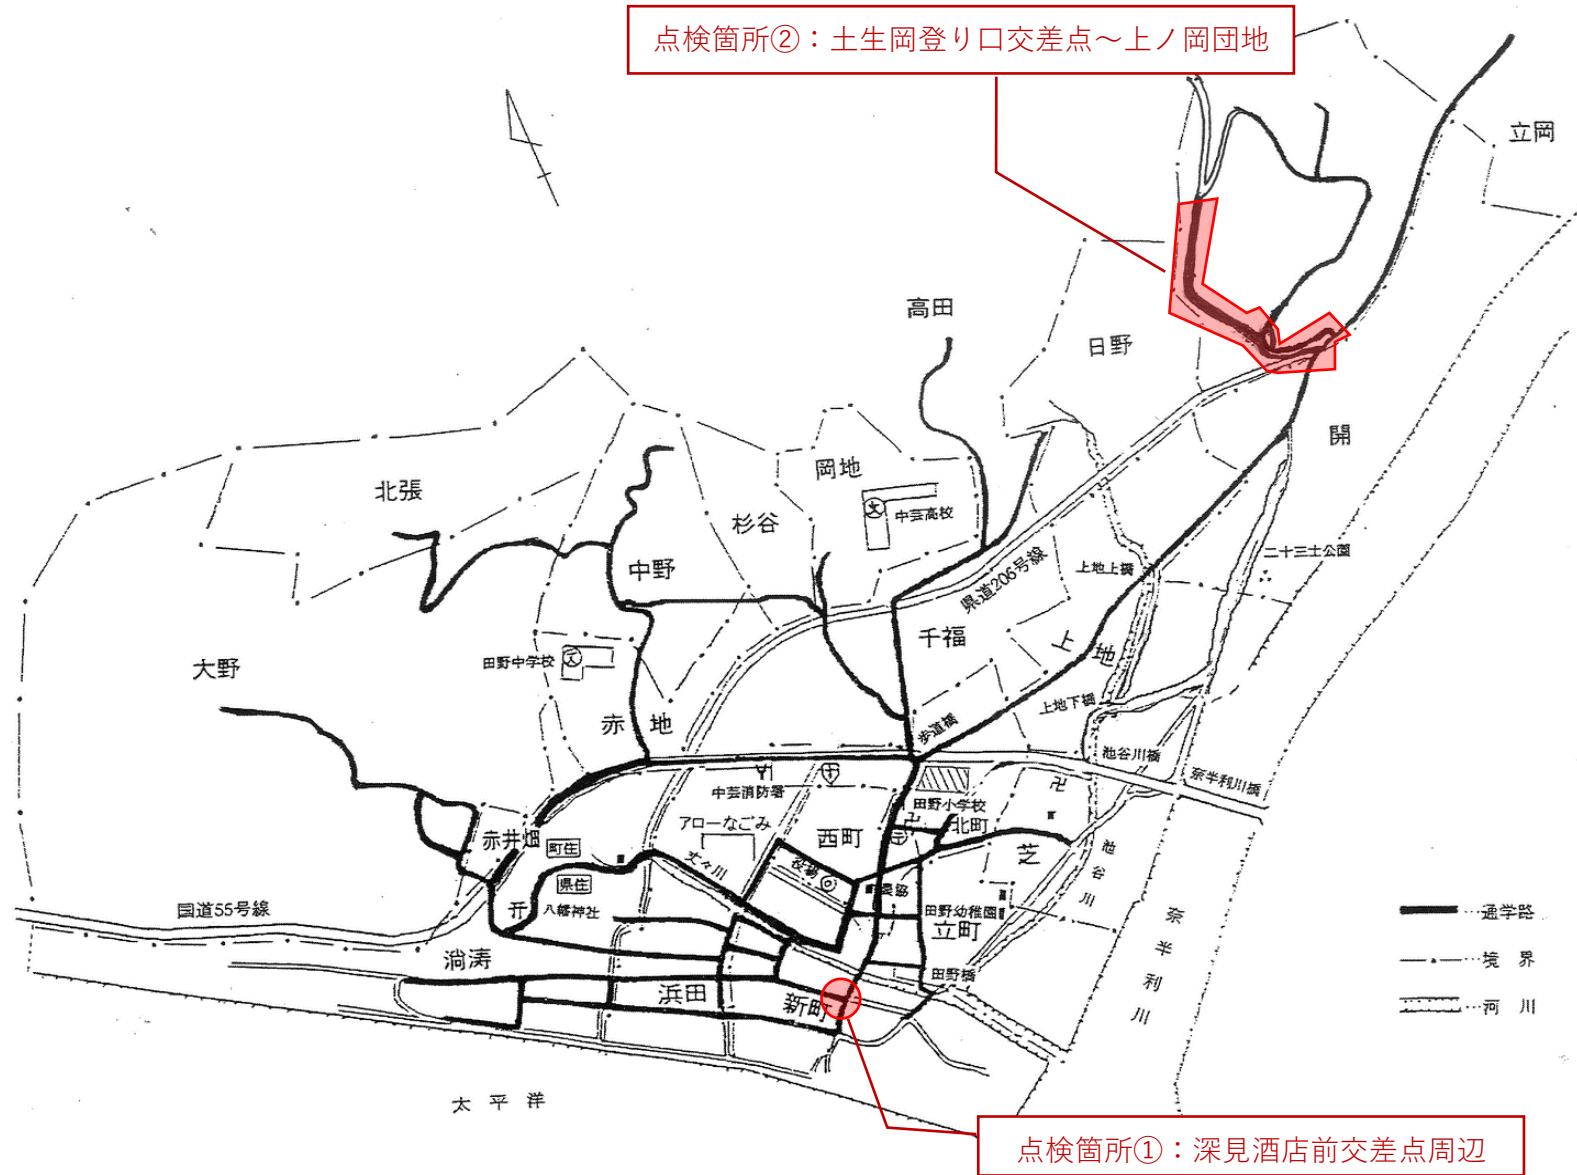 点検箇所②：土生岡登り口交差点～上ノ岡団地
立岡
高田
日野
開
北張
岡地
中芸高校
杉谷
中野
県道206号線
上地上橋
二十三士公園
千福
上地
大野
田野中学校
赤地
上地下橋
歩道橋
池谷川橋
奈半利川橋
中芸消防署
田野小学校
アローなごみ
西町
北町
赤井畑
町住
芝
池谷川
丈々川
役場
農協
県住
国道55号線
八幡神社
田野幼稚園
立町
通学路
奈半利川
淌涛
田野橋
境界
浜田
新町
河川
太平洋
点検箇所①：深見酒店前交差点周辺